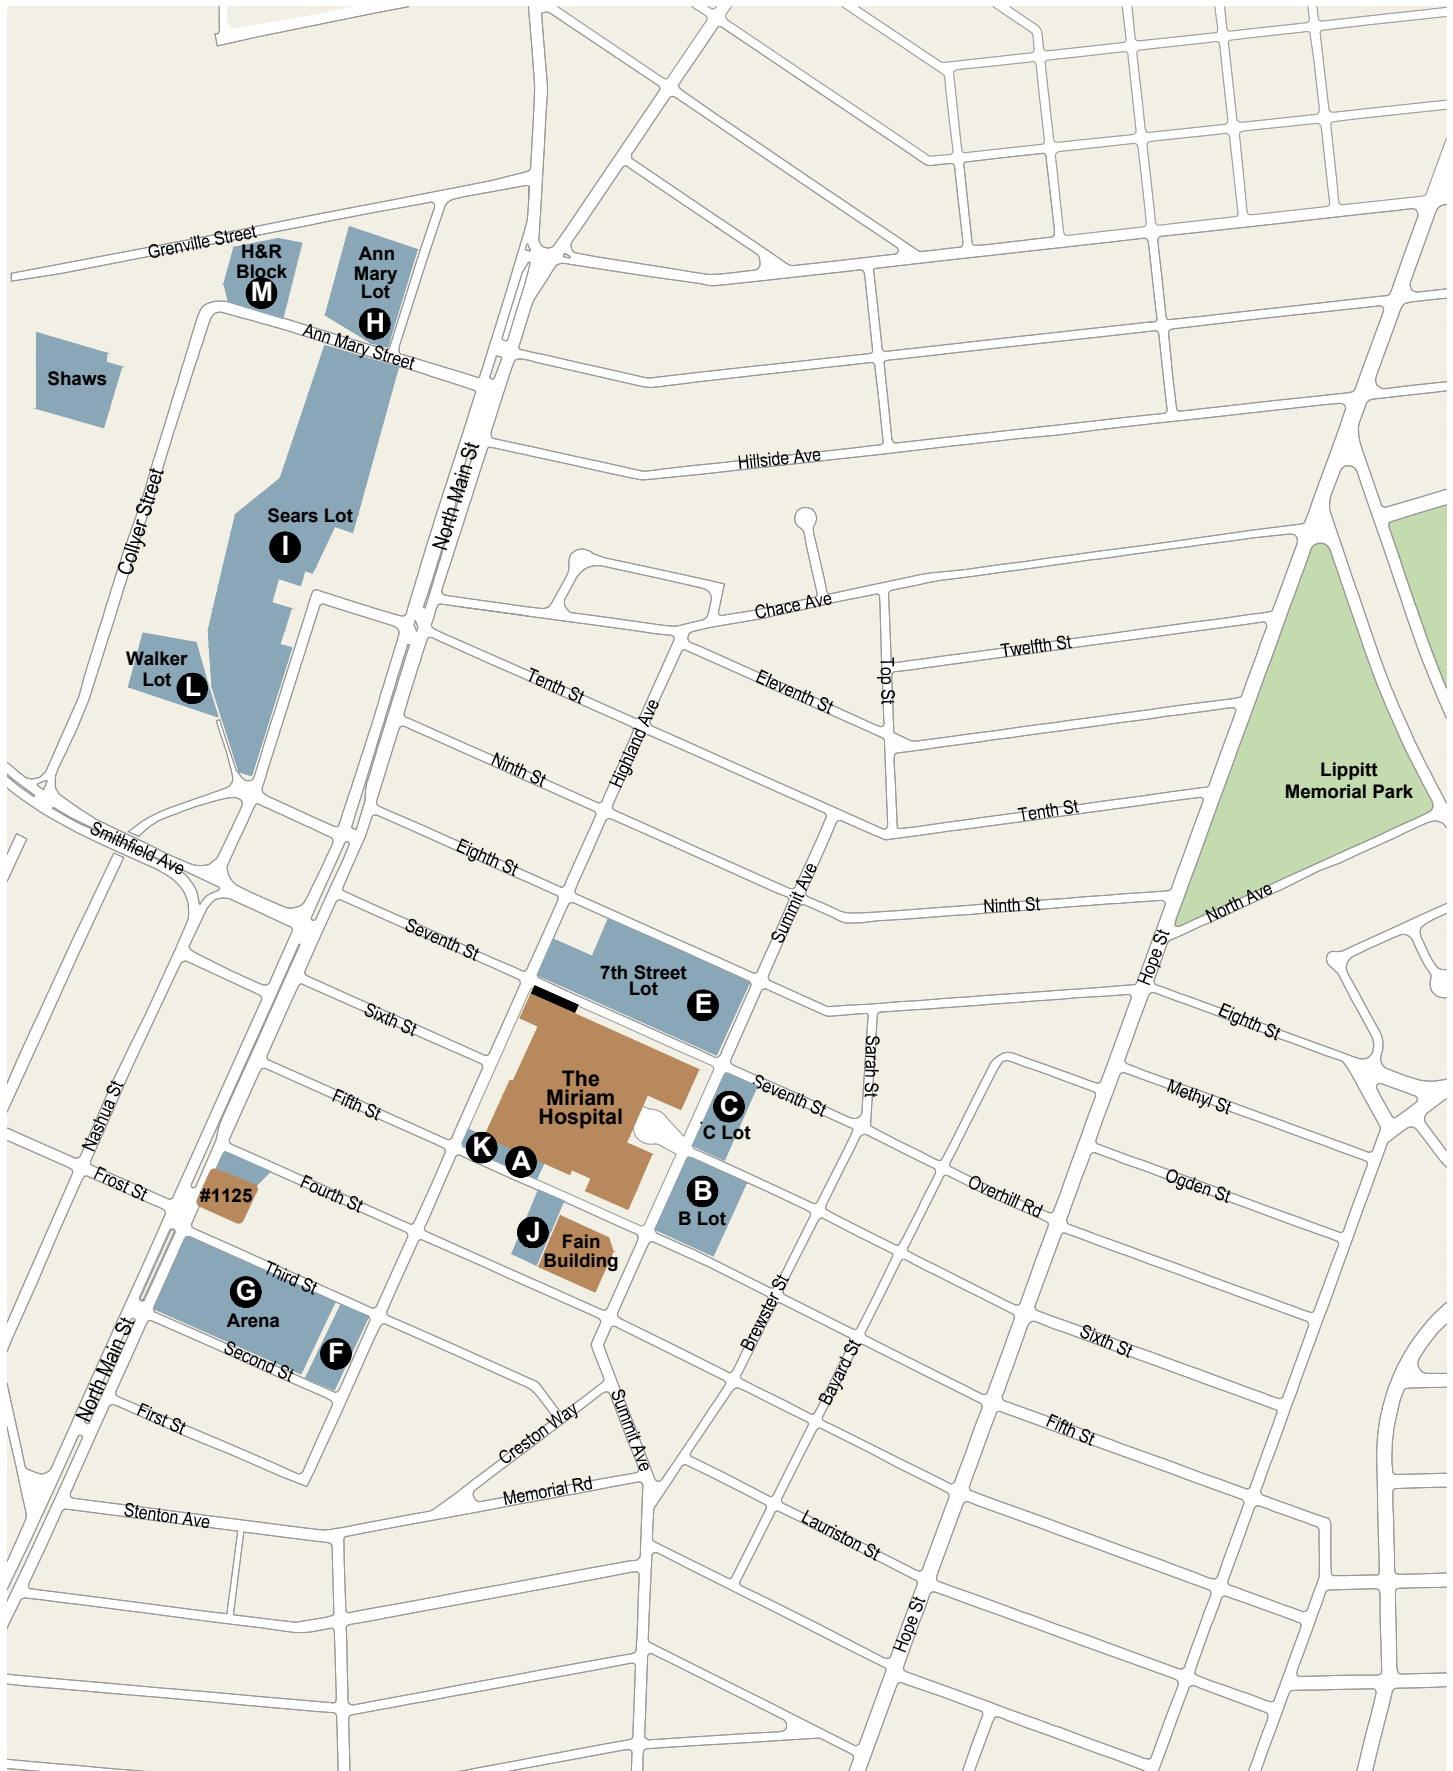 Grenville Street
H&R
Block
M
Ann
Mary
Lot
H
Ann Mary Street
Shaws
Collyer Street
North Main St
Hillside Ave
Sears Lot
I
Chace Ave
Twelfth St
Top St
Eleventh St
Tenth St
Highland Ave
Walker
Lot
L
Ninth St
Lippitt
Memorial Park
Tenth St
Smithfield Ave
Eighth St
Summit Ave
Ninth St
North Ave
Hope St
Seventh St
7th Street
Lot
E
Sixth St
Eighth St
Sarah St
The
Miriam
Hospital
Seventh St
Methyl St
Nashua St
Fifth St
C
C Lot
K
A
Frost St
#1125
Fourth St
B
B Lot
Overhill Rd
Ogden St
J
Fain
Building
Third St
G
Arena
F
Second St
North Main St
Brewster St
Bayard St
Sixth St
First St
Creston Way
Summit Ave
Fifth St
Memorial Rd
Stenton Ave
Lauriston St
Hope St